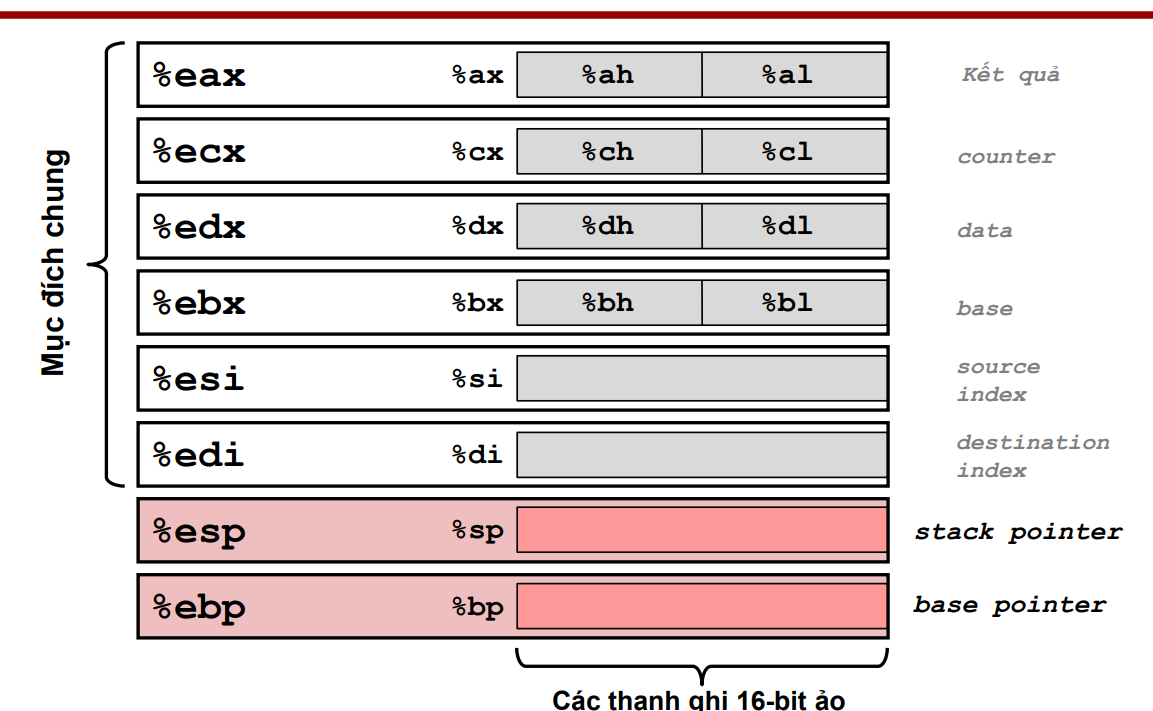 Mục đích chung
%eax %ax %ah %al Kết quả
%ecx %cx %ch %cl counter
%edx %dx %dh %dl data
%ebx %bx %bh %bl base
%esi %si source
index
%edi %di destination
index
%esp %sp stack pointer
%ebp %bp base pointer
Các thanh ghi 16-bit ảo